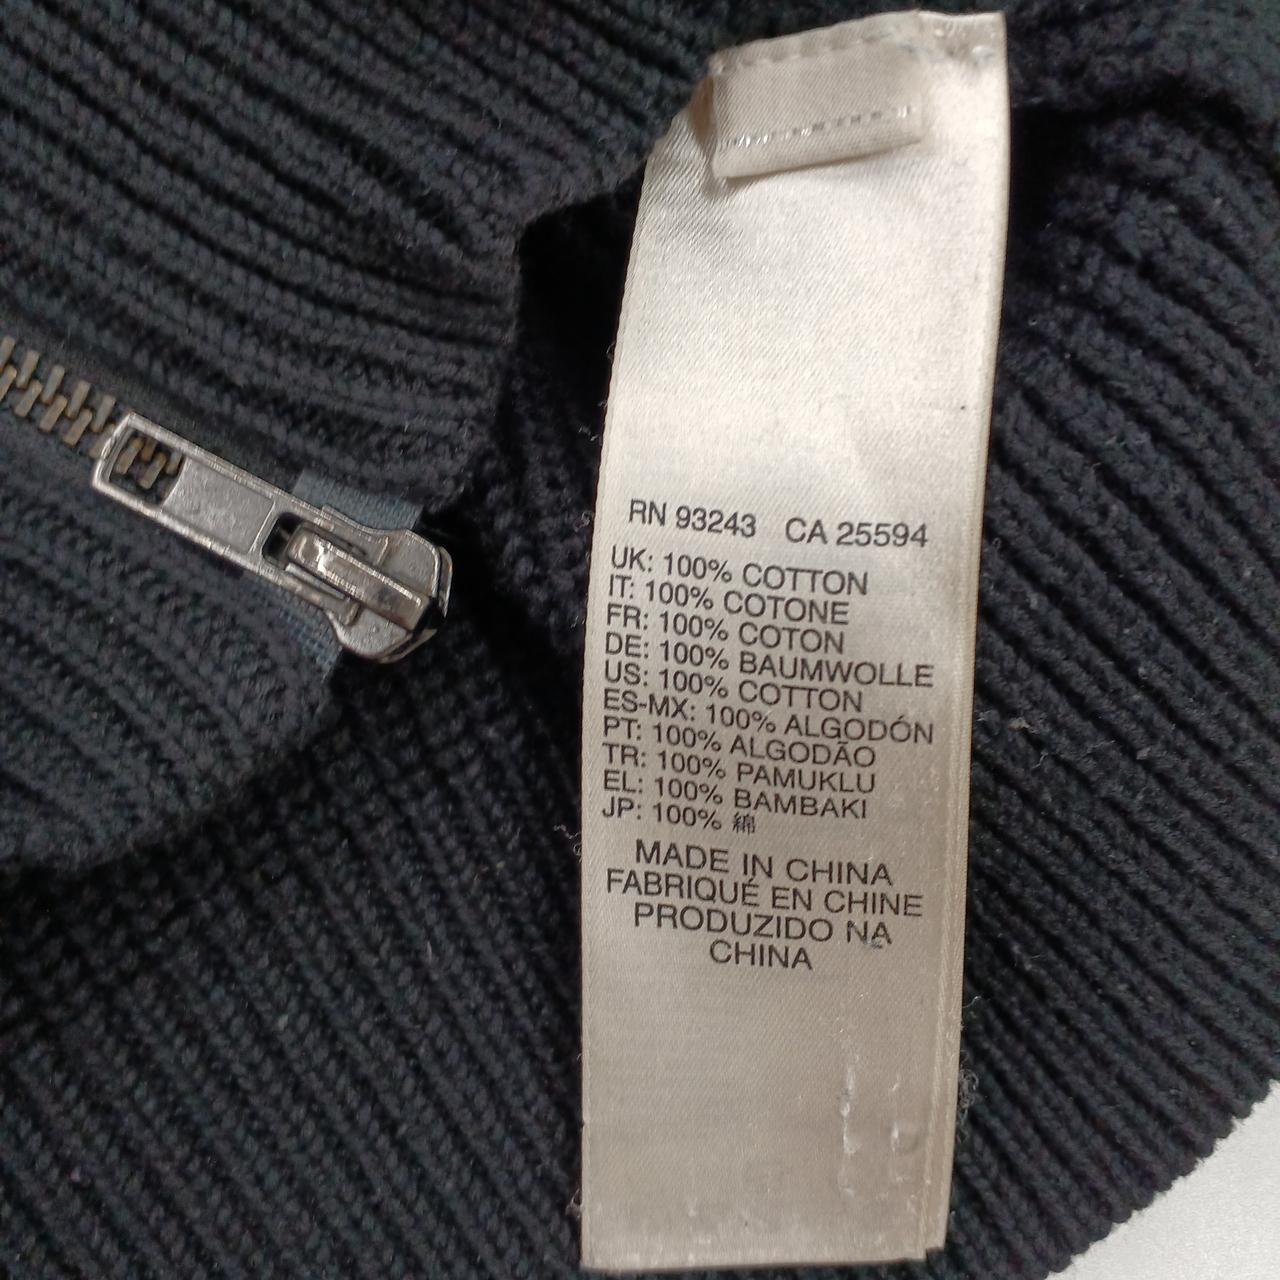 RN 93243 CA 25594
UK: 100% COTTON
IT: 100% COTONE
FR: 100% COTON
DE: 100% BAUMWOLLE
US: 100% COTTON
ES-MX: 100% ALGODÓN
PT: 100% ALGODÃO
TR: 100% PAMUKLU
EL: 100% BAMBAKI
JP: 100% 綿
MADE IN CHINA
FABRIQUÉ EN CHINE
PRODUZIDO NA
CHINA